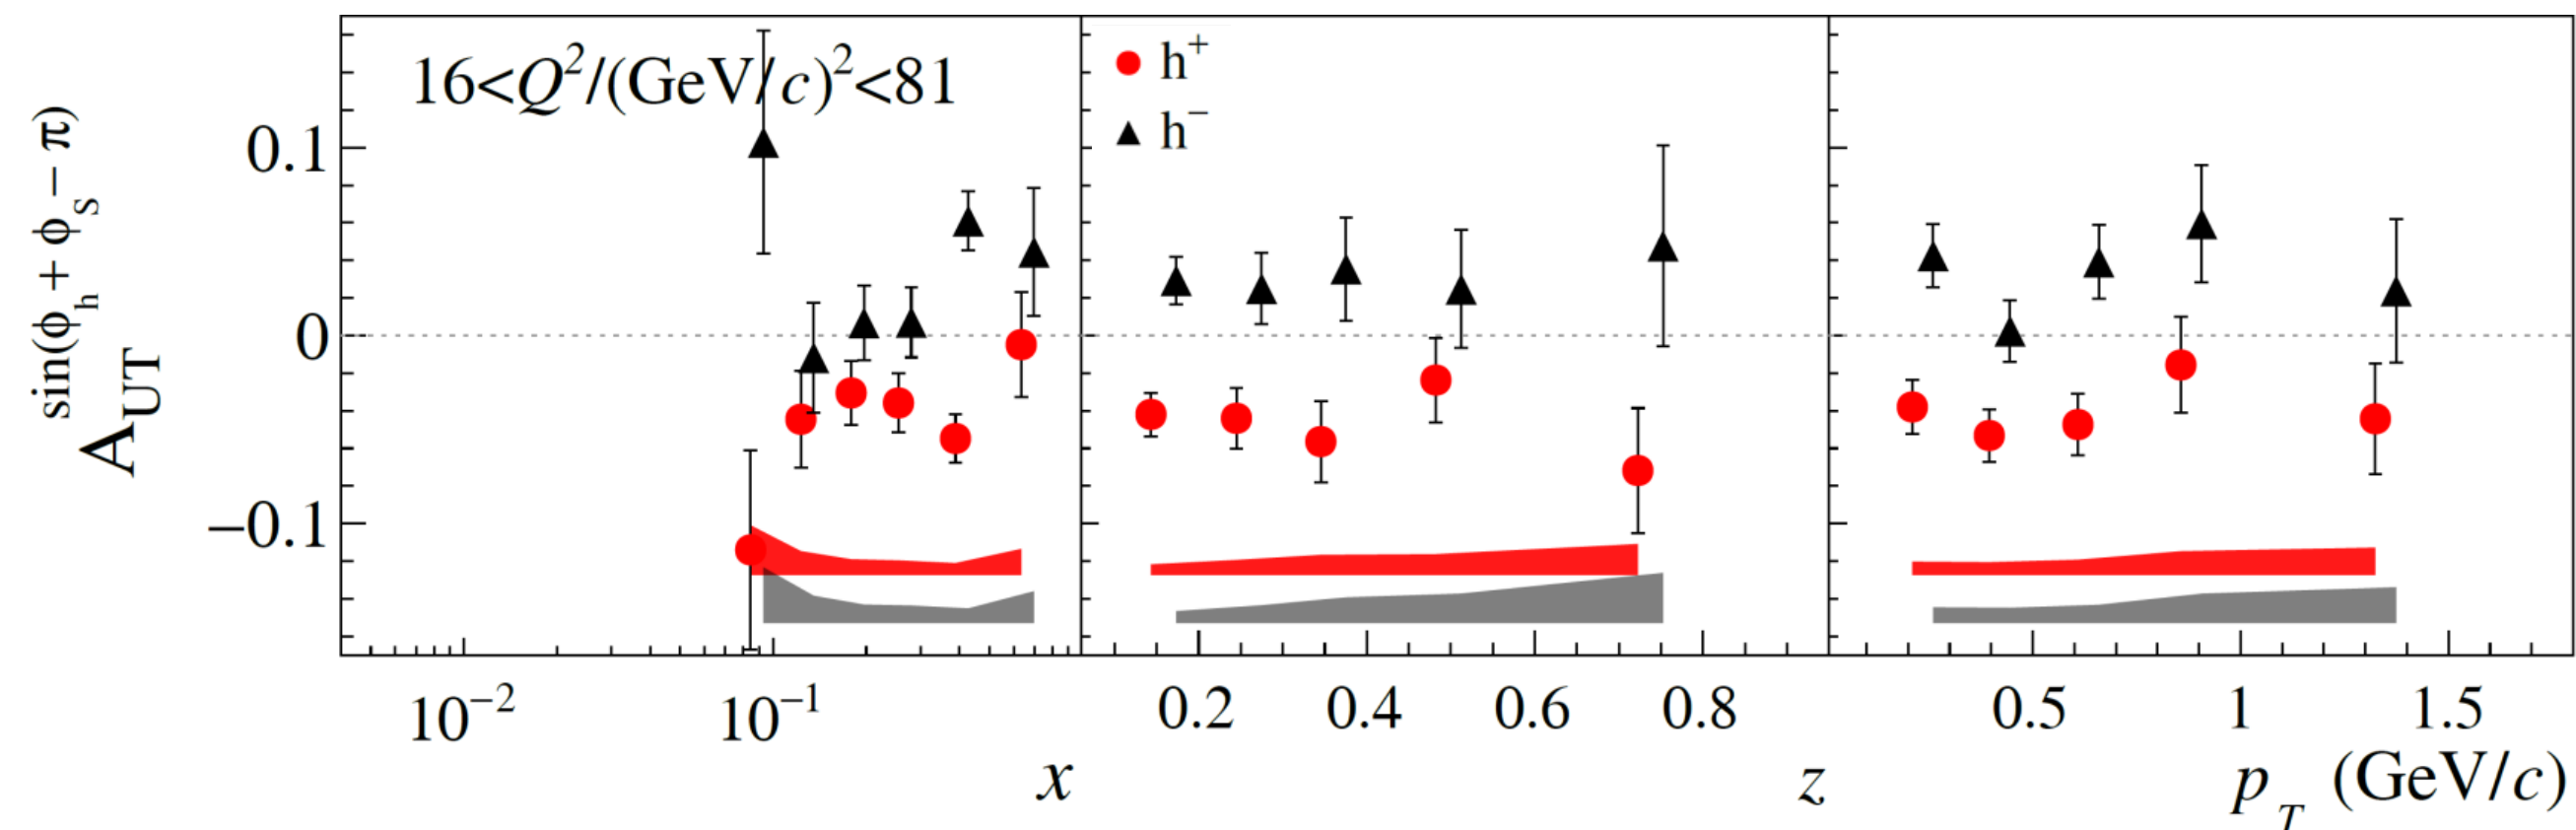 16<Q²/(GeV/c)²<81
h⁺
h⁻
A_UT^sin(ϕ_h + ϕ_S − π)
0.1
0
−0.1
10⁻² 10⁻¹ 0.2 0.4 0.6 0.8 0.5 1 1.5
x z p_T (GeV/c)